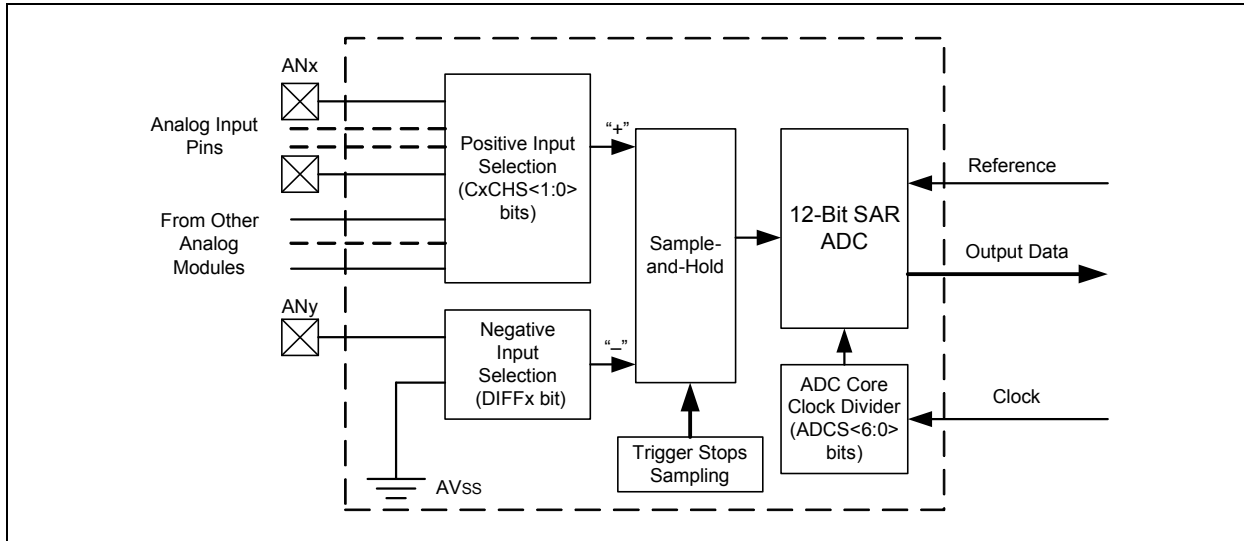 ANx
Analog Input
Pins
From Other
Analog
Modules
ANy
Positive Input
Selection
(CxCHS<1:0>
bits)
“+”
Negative
Input
Selection
(DIFFx bit)
“–”
AVSS
Sample-
and-Hold
Trigger Stops
Sampling
12-Bit SAR
ADC
ADC Core
Clock Divider
(ADCS<6:0>
bits)
Reference
Output Data
Clock